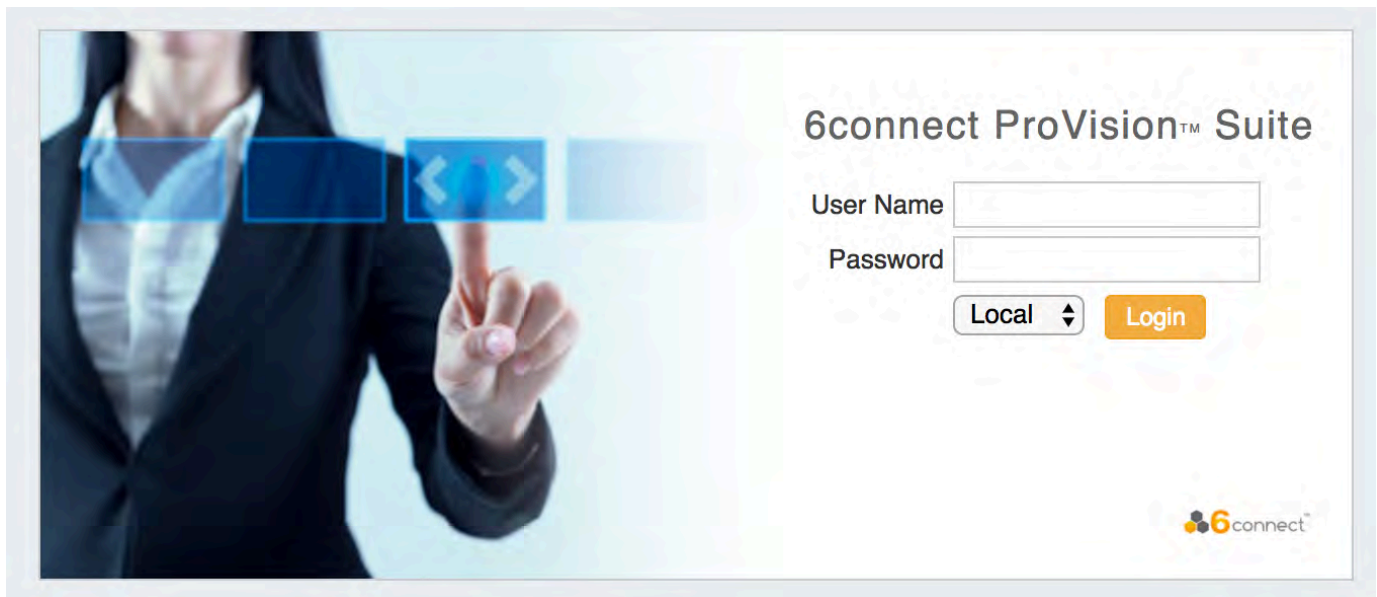 6connect ProVision™ Suite
User Name
Password
Local Login
6connect™